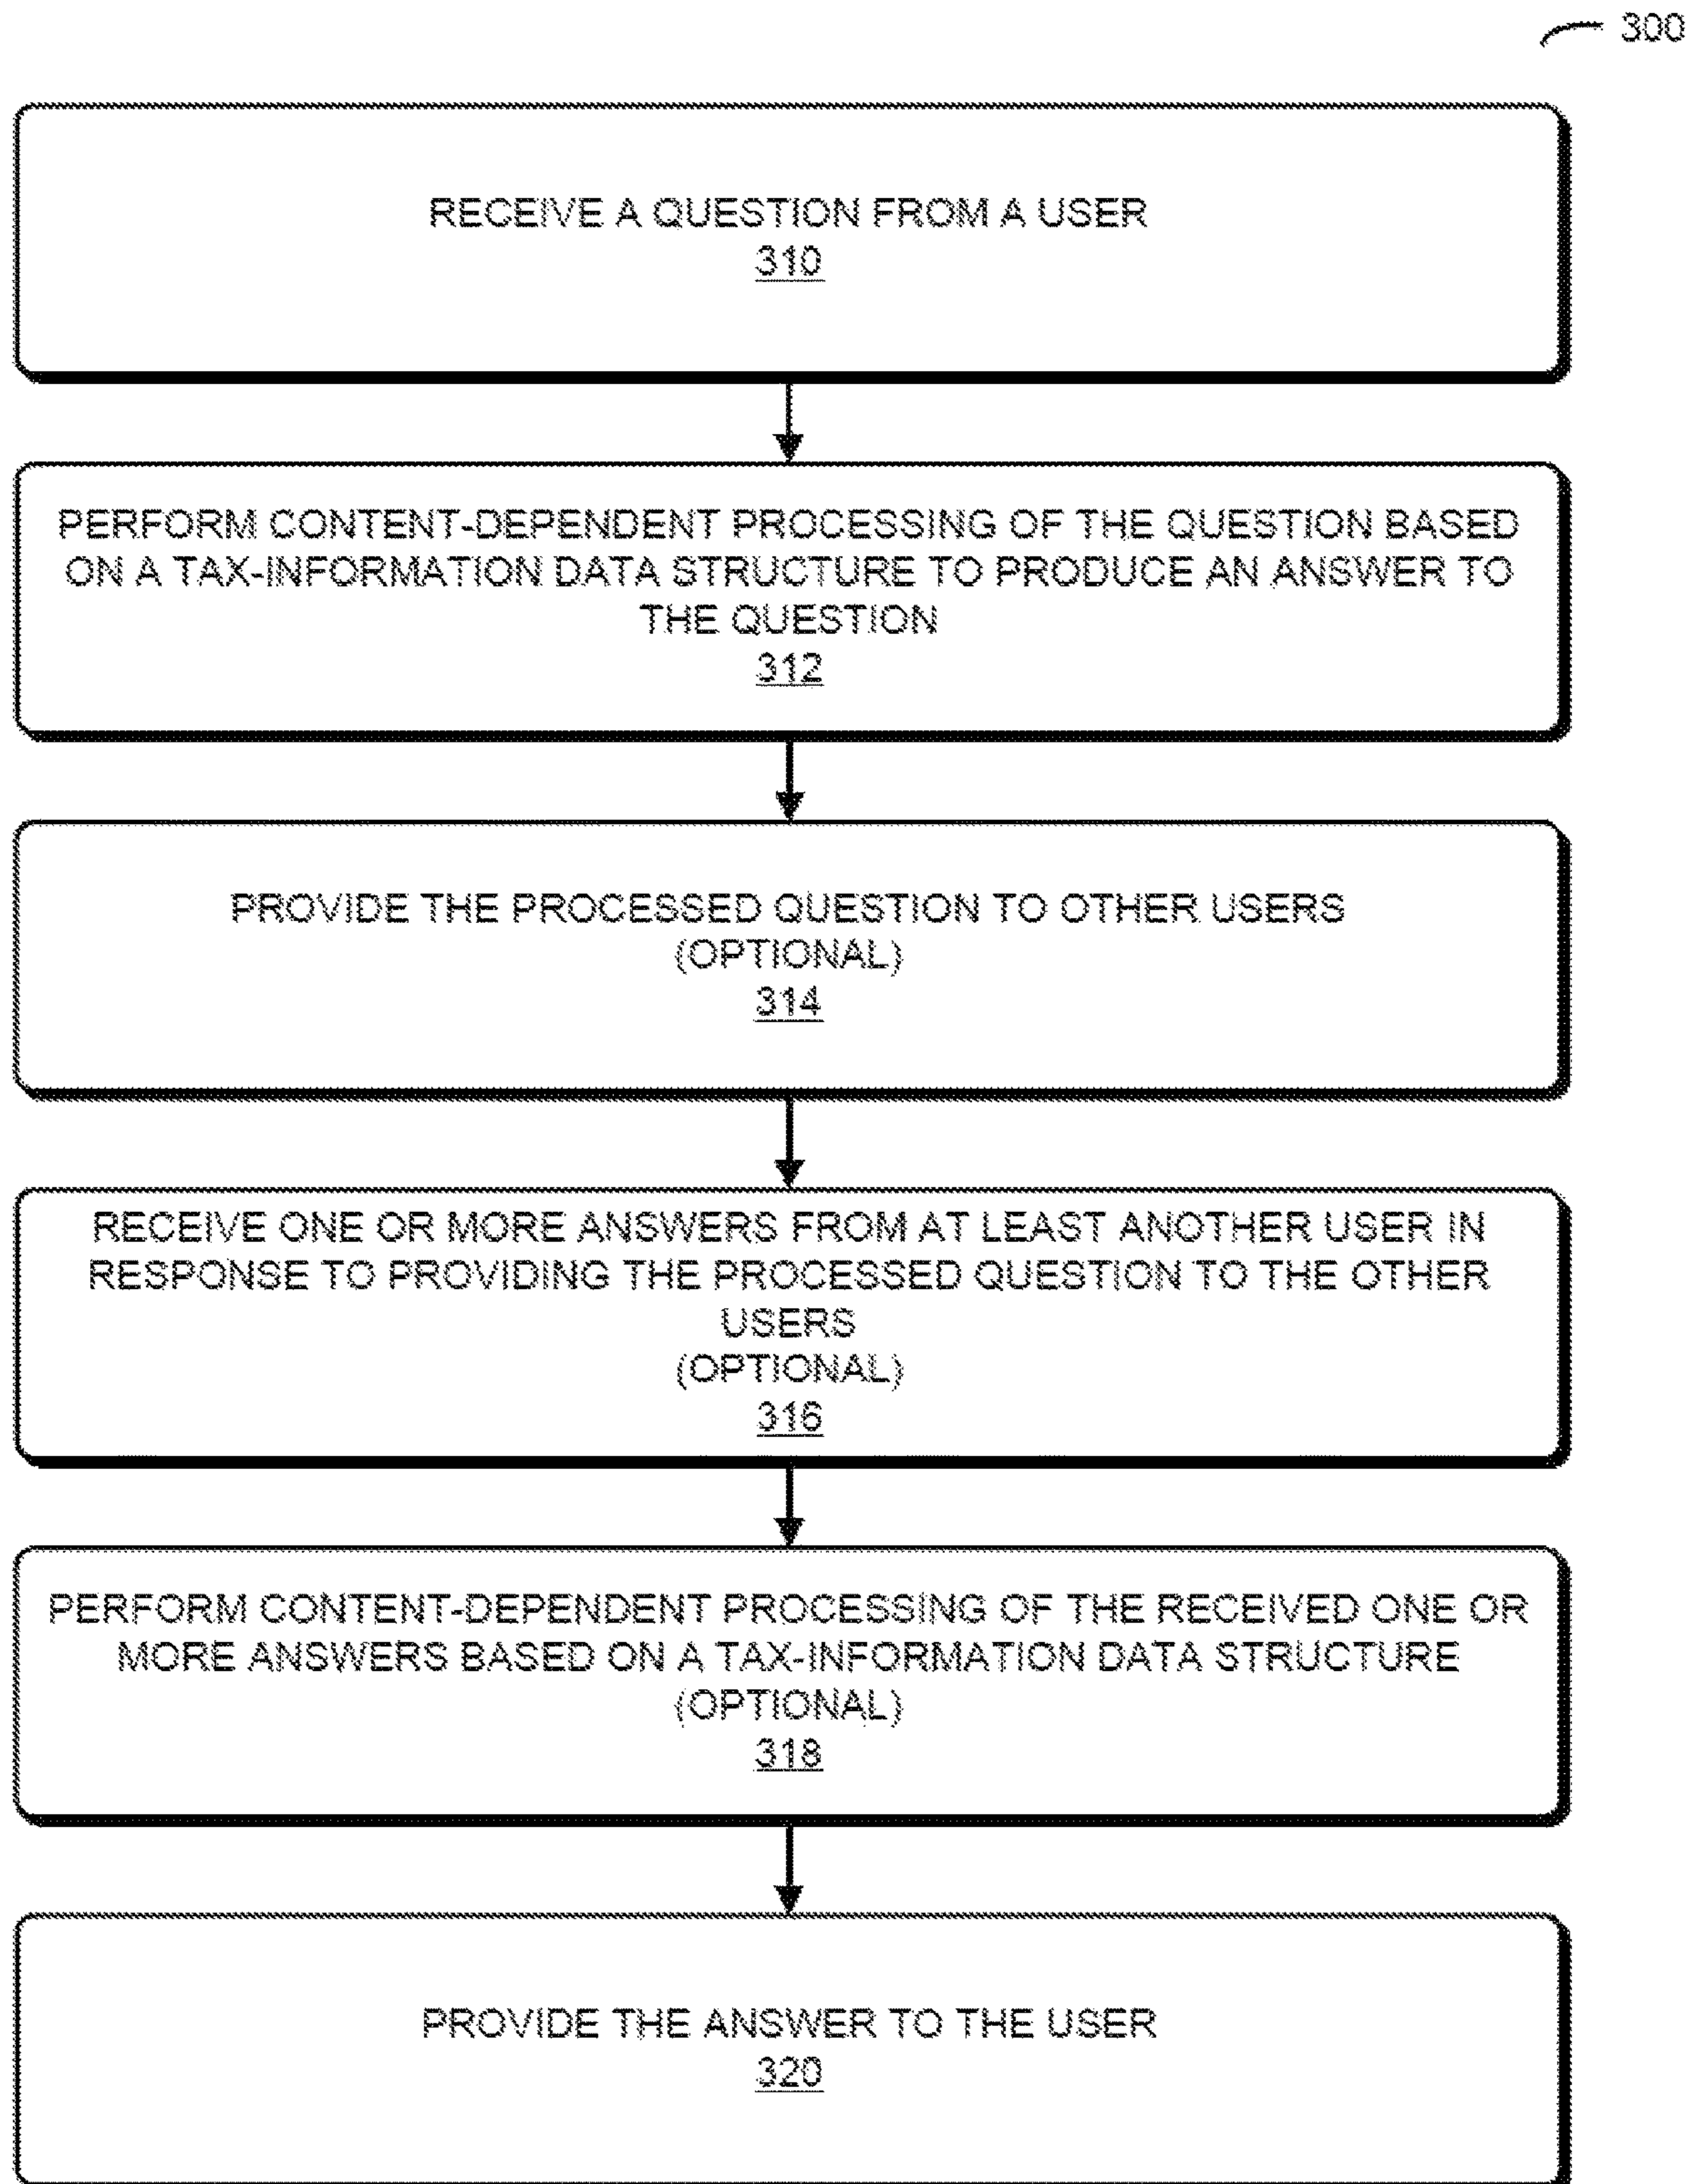 300
RECEIVE A QUESTION FROM A USER
310
PERFORM CONTENT-DEPENDENT PROCESSING OF THE QUESTION BASED
ON A TAX-INFORMATION DATA STRUCTURE TO PRODUCE AN ANSWER TO
THE QUESTION
312
PROVIDE THE PROCESSED QUESTION TO OTHER USERS
(OPTIONAL)
314
RECEIVE ONE OR MORE ANSWERS FROM AT LEAST ANOTHER USER IN
RESPONSE TO PROVIDING THE PROCESSED QUESTION TO THE OTHER
USERS
(OPTIONAL)
316
PERFORM CONTENT-DEPENDENT PROCESSING OF THE RECEIVED ONE OR
MORE ANSWERS BASED ON A TAX-INFORMATION DATA STRUCTURE
(OPTIONAL)
318
PROVIDE THE ANSWER TO THE USER
320